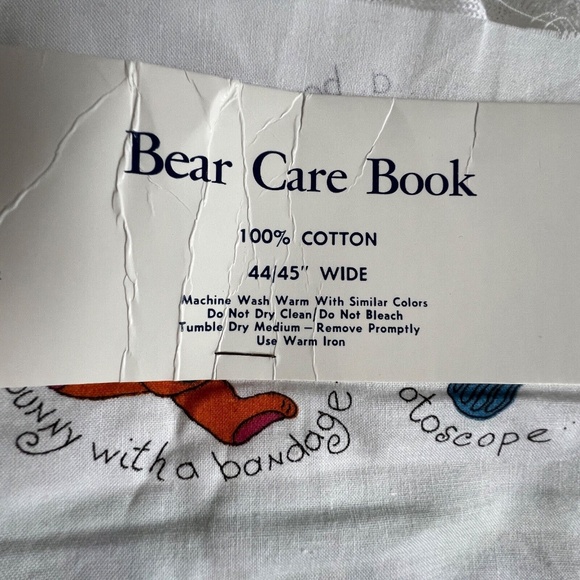 Bear Care Book
100% COTTON
44/45" WIDE
Machine Wash Warm With Similar Colors
Do Not Dry Clean/Do Not Bleach
Tumble Dry Medium — Remove Promptly
Use Warm Iron
bunny with a bandage
otoscope